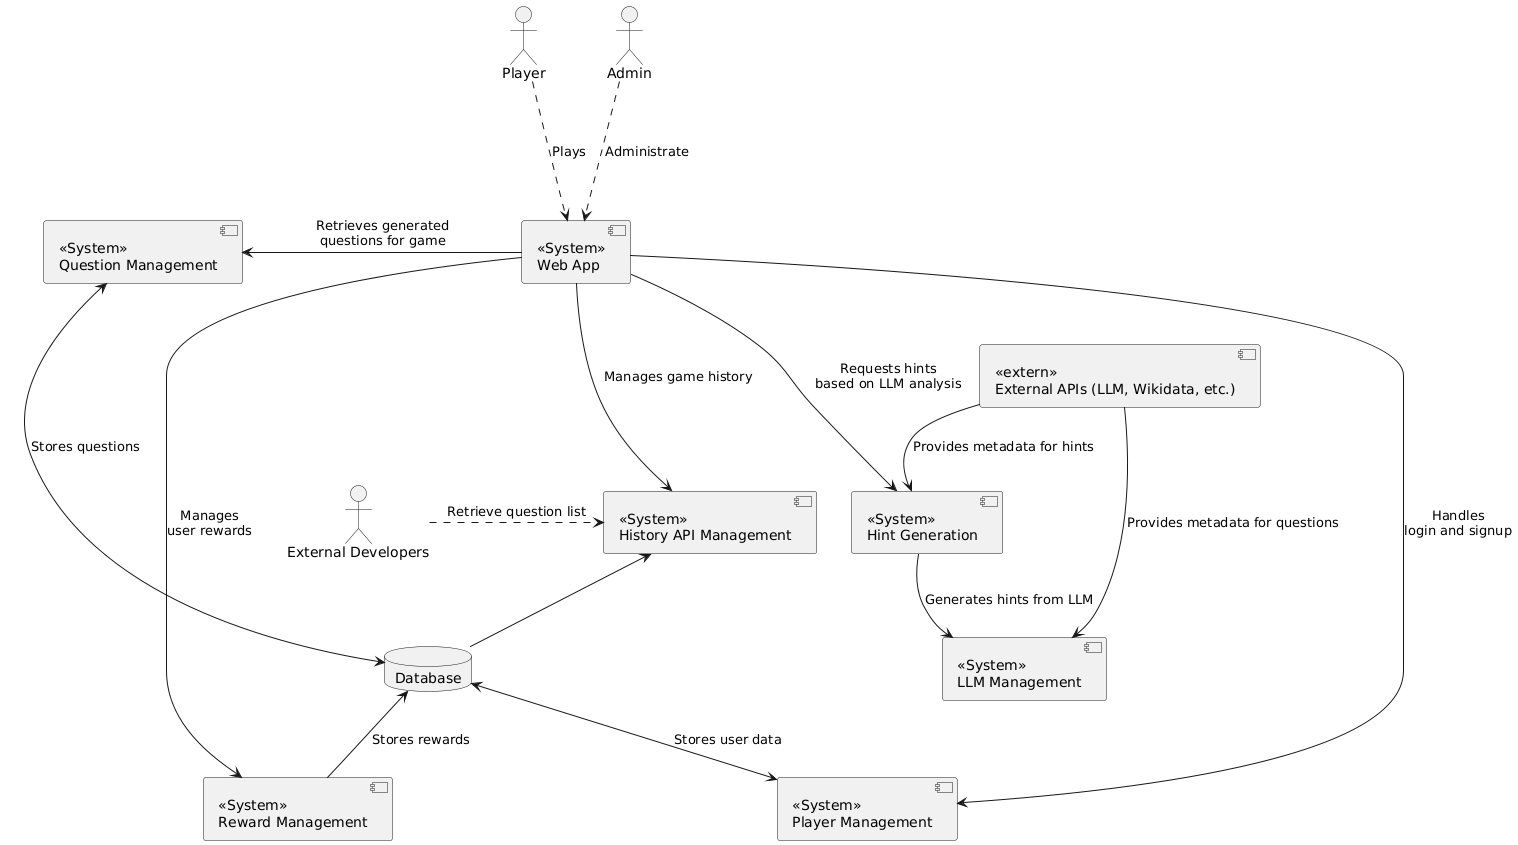 Player
Admin
Plays
Administrate
Retrieves generated
questions for game
«System»
Question Management
«System»
Web App
Manages game history
Requests hints
based on LLM analysis
«extern»
External APIs (LLM, Wikidata, etc.)
Stores questions
Provides metadata for hints
Manages
user rewards
External Developers
Retrieve question list
«System»
History API Management
«System»
Hint Generation
Provides metadata for questions
Handles
login and signup
Generates hints from LLM
Database
«System»
LLM Management
Stores rewards
Stores user data
«System»
Reward Management
«System»
Player Management